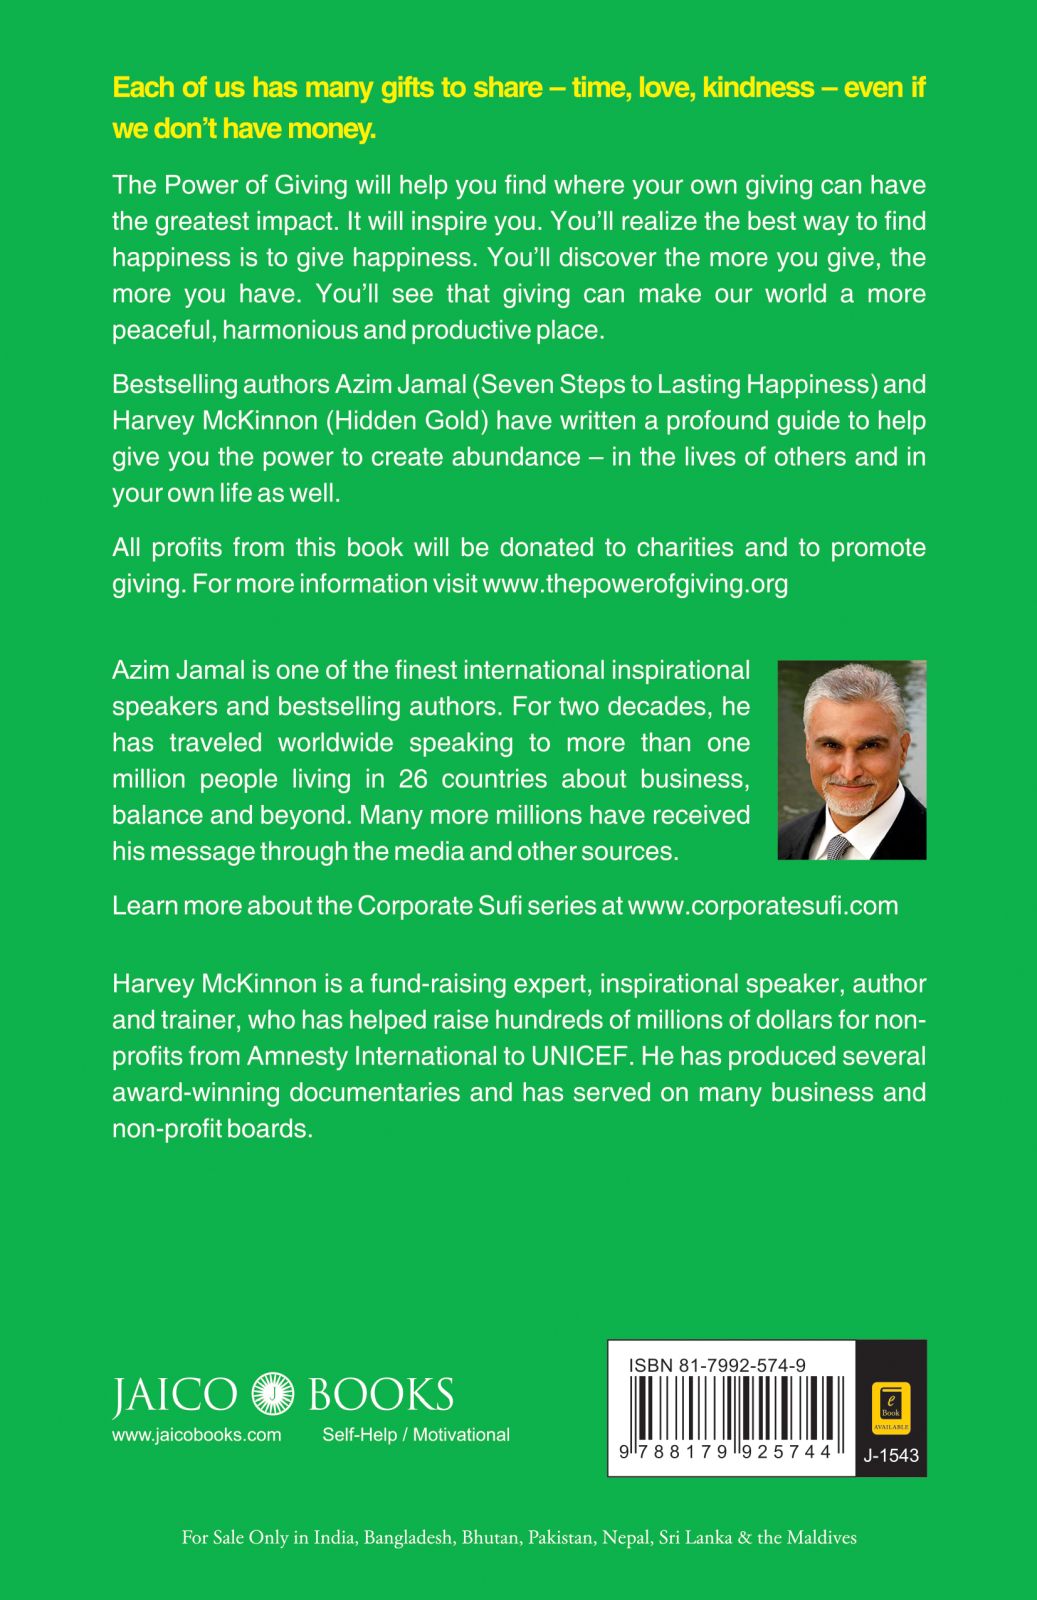 Each of us has many gifts to share – time, love, kindness – even if
we don't have money.
The Power of Giving will help you find where your own giving can have
the greatest impact. It will inspire you. You'll realize the best way to find
happiness is to give happiness. You'll discover the more you give, the
more you have. You'll see that giving can make our world a more
peaceful, harmonious and productive place.
Bestselling authors Azim Jamal (Seven Steps to Lasting Happiness) and
Harvey McKinnon (Hidden Gold) have written a profound guide to help
give you the power to create abundance – in the lives of others and in
your own life as well.
All profits from this book will be donated to charities and to promote
giving. For more information visit www.thepowerofgiving.org
Azim Jamal is one of the finest international inspirational
speakers and bestselling authors. For two decades, he
has traveled worldwide speaking to more than one
million people living in 26 countries about business,
balance and beyond. Many more millions have received
his message through the media and other sources.
Learn more about the Corporate Sufi series at www.corporatesufi.com
Harvey McKinnon is a fund-raising expert, inspirational speaker, author
and trainer, who has helped raise hundreds of millions of dollars for non-
profits from Amnesty International to UNICEF. He has produced several
award-winning documentaries and has served on many business and
non-profit boards.
JAICO J BOOKS
www.jaicobooks.com Self-Help / Motivational
ISBN 81-7992-574-9
9 788179 925744
e
Book
AVAILABLE
J-1543
For Sale Only in India, Bangladesh, Bhutan, Pakistan, Nepal, Sri Lanka & the Maldives